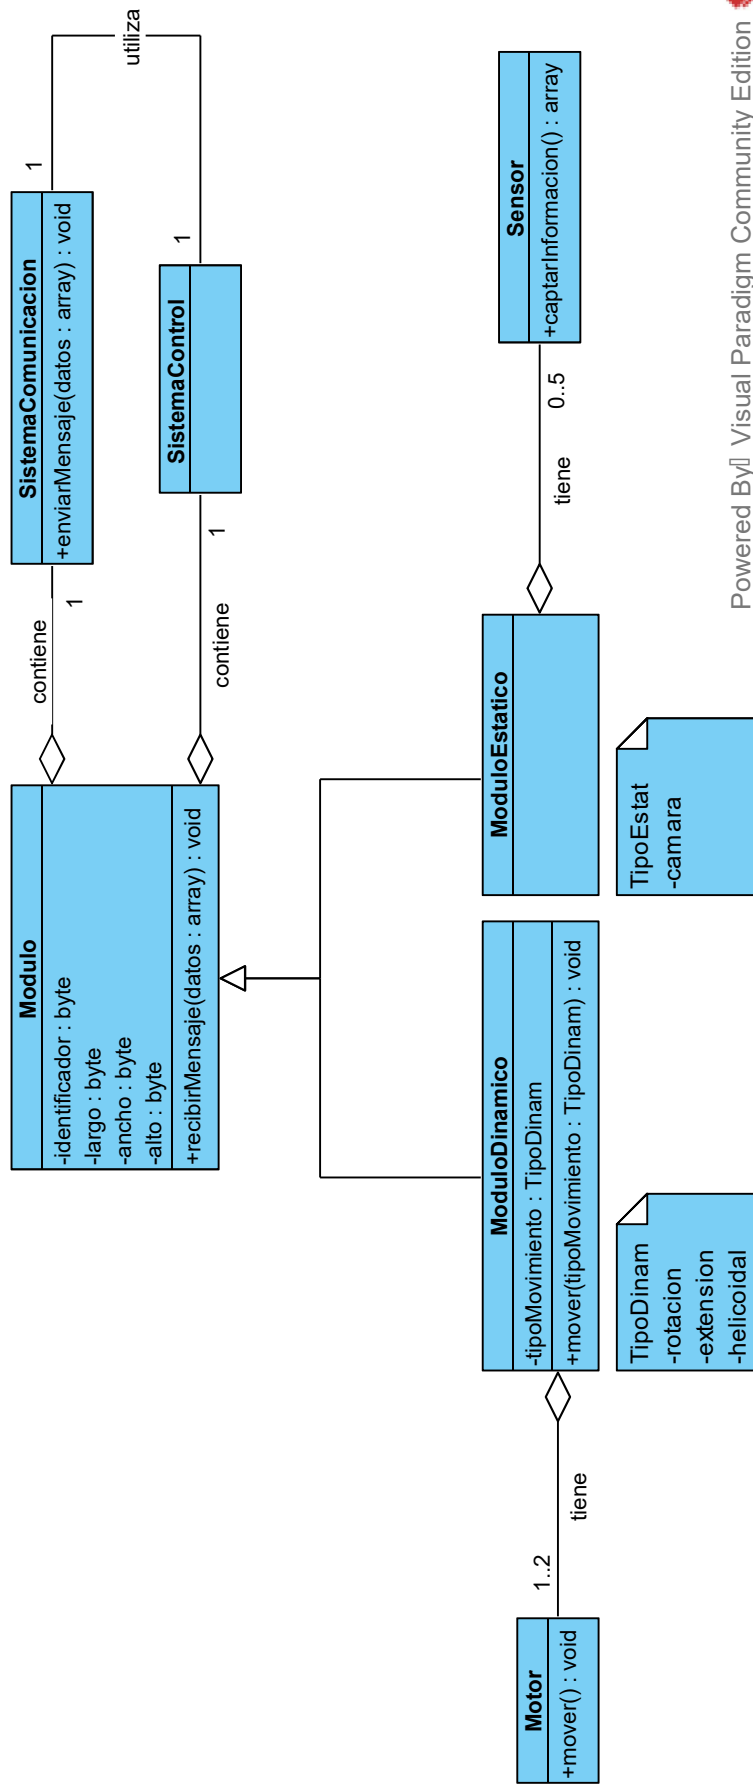 Modulo
-identificador : byte
-largo : byte
-ancho : byte
-alto : byte
+recibirMensaje(datos : array) : void
contiene
1
SistemaComunicacion
+enviarMensaje(datos : array) : void
1
utiliza
contiene
1
SistemaControl
1
Motor
+mover() : void
1..2
tiene
ModuloDinamico
-tipoMovimiento : TipoDinam
+mover(tipoMovimiento : TipoDinam) : void
ModuloEstatico
tiene
0..5
Sensor
+captarInformacion() : array
TipoDinam
-rotacion
-extension
-helicoidal
TipoEstat
-camara
Powered By Visual Paradigm Community Edition